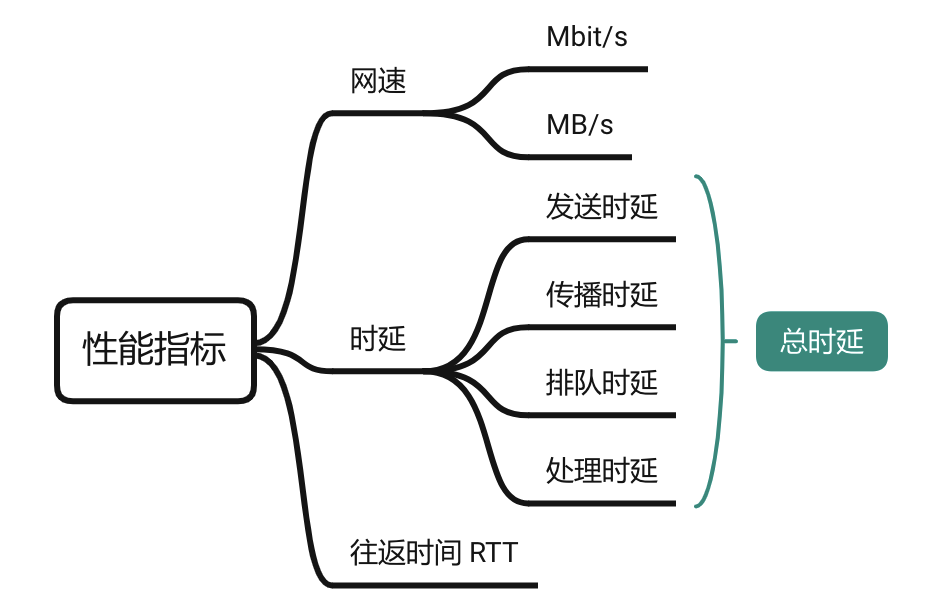 性能指标
网速
Mbit/s
MB/s
时延
发送时延
传播时延
排队时延
处理时延
总时延
往返时间 RTT